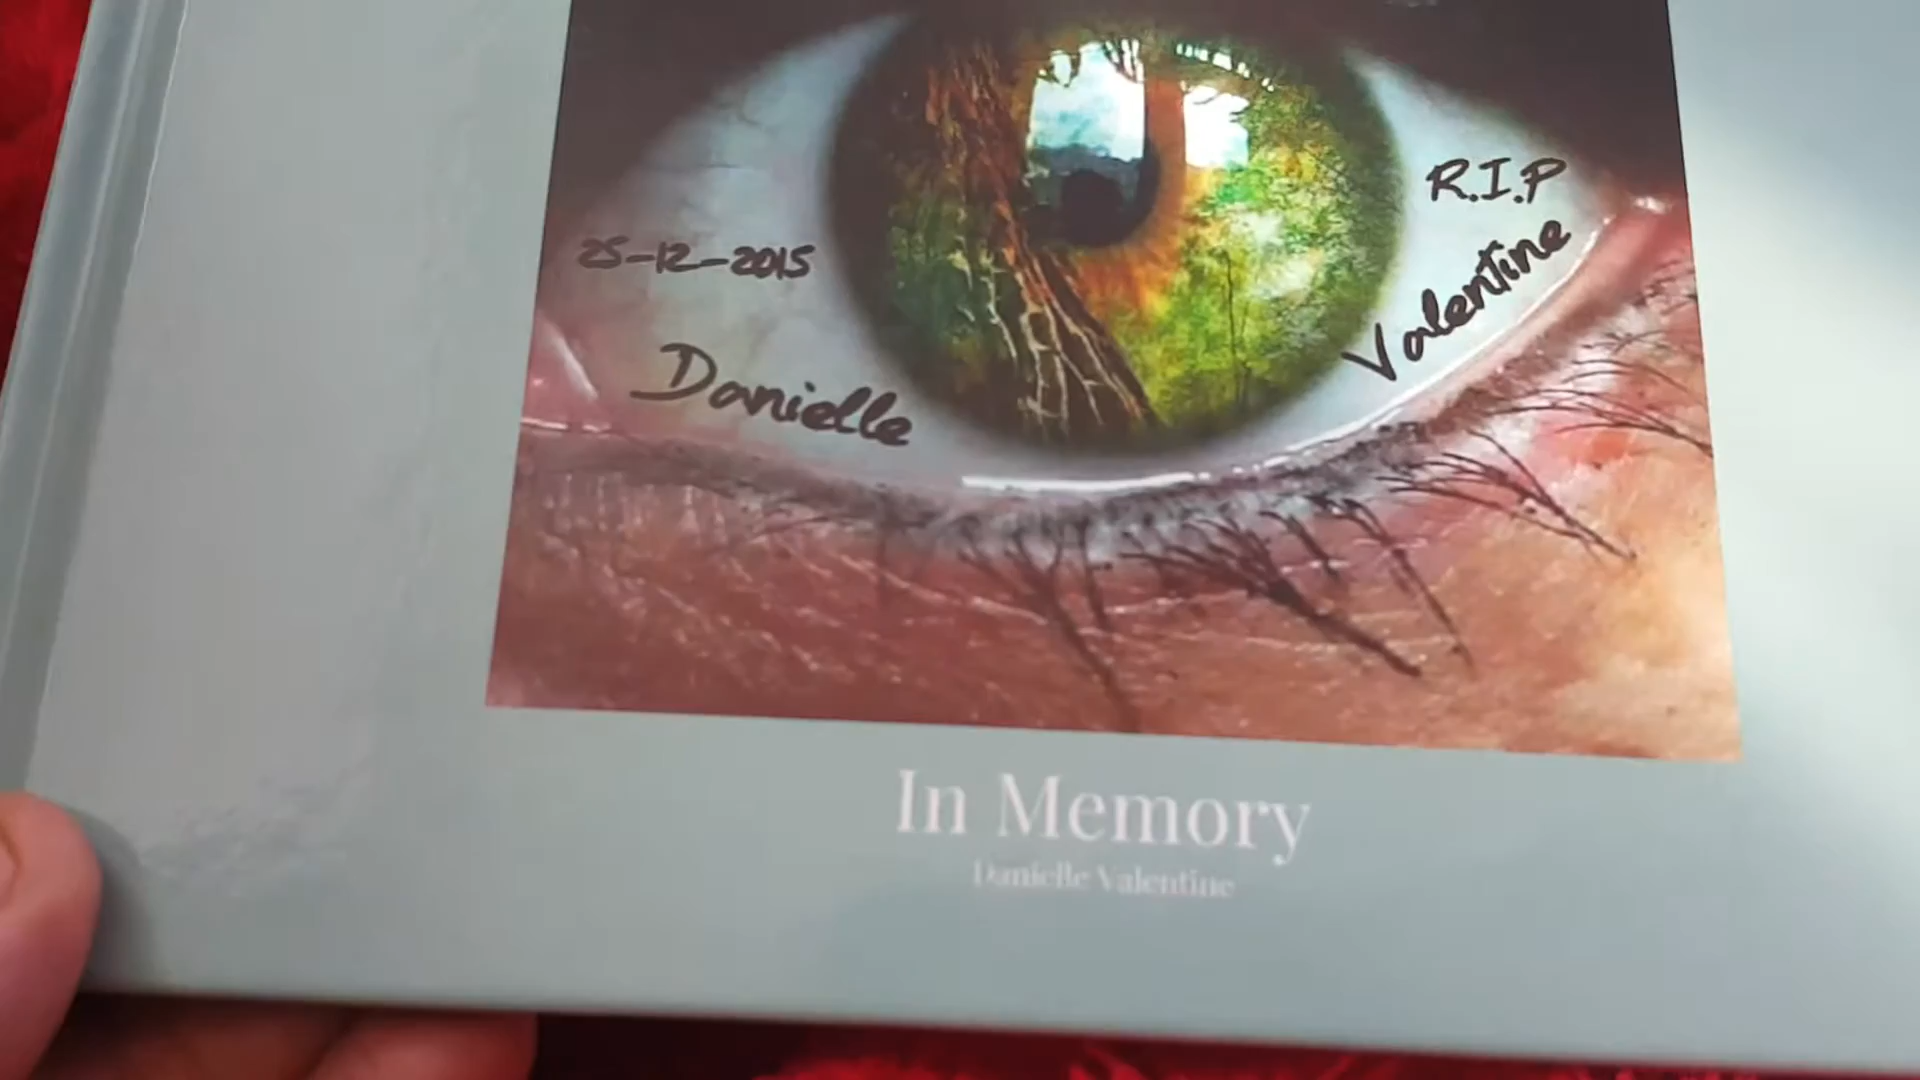 R.I.P
25-12-2015
Danielle
Valentine
In Memory
Danielle Valentine